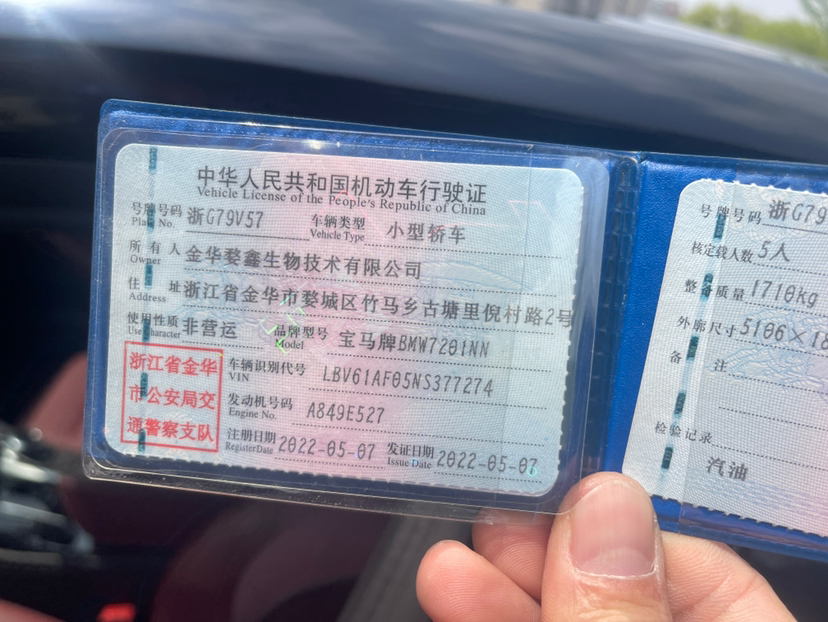 中华人民共和国机动车行驶证
Vehicle License of the People's Republic of China
号牌号码 浙G79V57 车辆类型 小型轿车
Plate No. Vehicle Type
所有人 金华婺鑫生物技术有限公司
Owner
住址 浙江省金华市婺城区竹马乡古塘里倪村路2号
Address
使用性质 非营运 品牌型号 宝马牌BMW7201NN
Use Character Model
浙江省金华
市公安局交
通警察支队
车辆识别代号 LBV61AF05NS377274
VIN
发动机号码 A849E527
Engine No.
注册日期 2022-05-07 发证日期 2022-05-07
Register Date Issue Date
号牌号码 浙G79
核定载人数 5人
整备质量 1710kg
外廓尺寸 5106×18
备注
检验记录
汽油